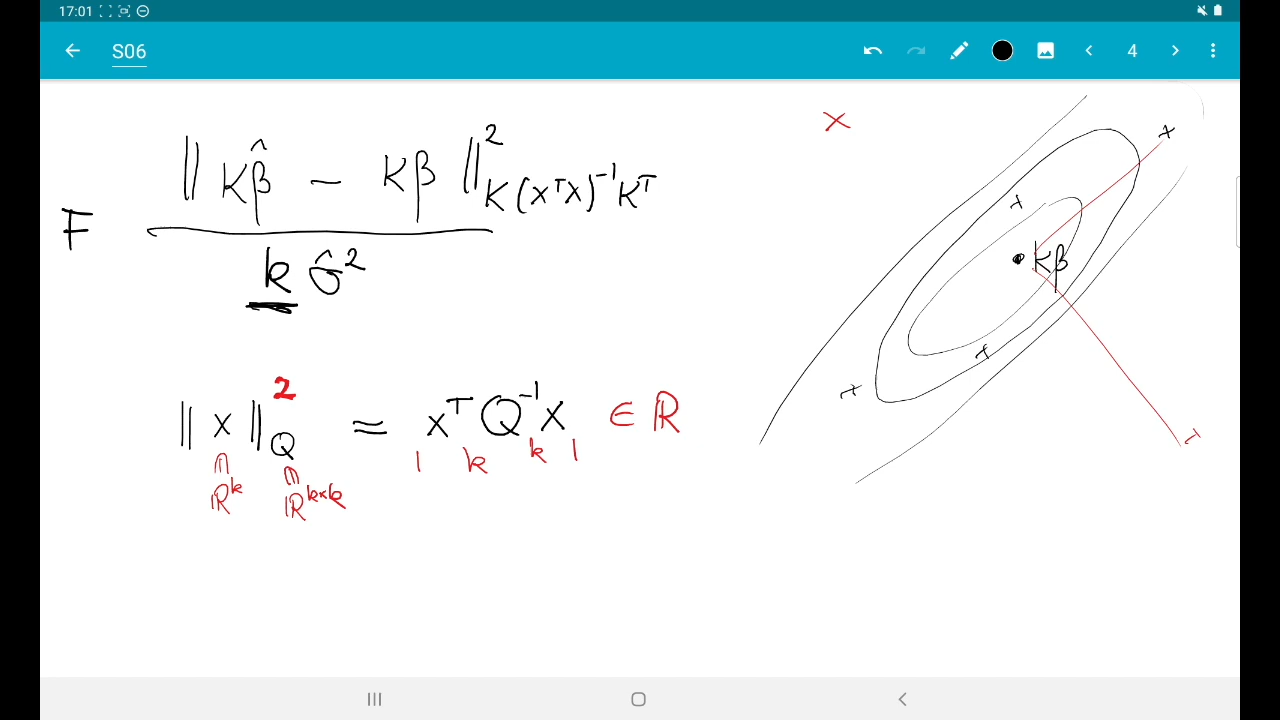 17:01
S06
4
F ‖ Kβ̂ − Kβ ‖²_{K(XᵀX)⁻¹Kᵀ}
k σ̂²
x
x
x
Kβ
x
x
‖ x ‖²_Q = xᵀQ⁻¹x ∈ ℝ
1 k k 1
ℝᵏ ℝᵏˣᵏ